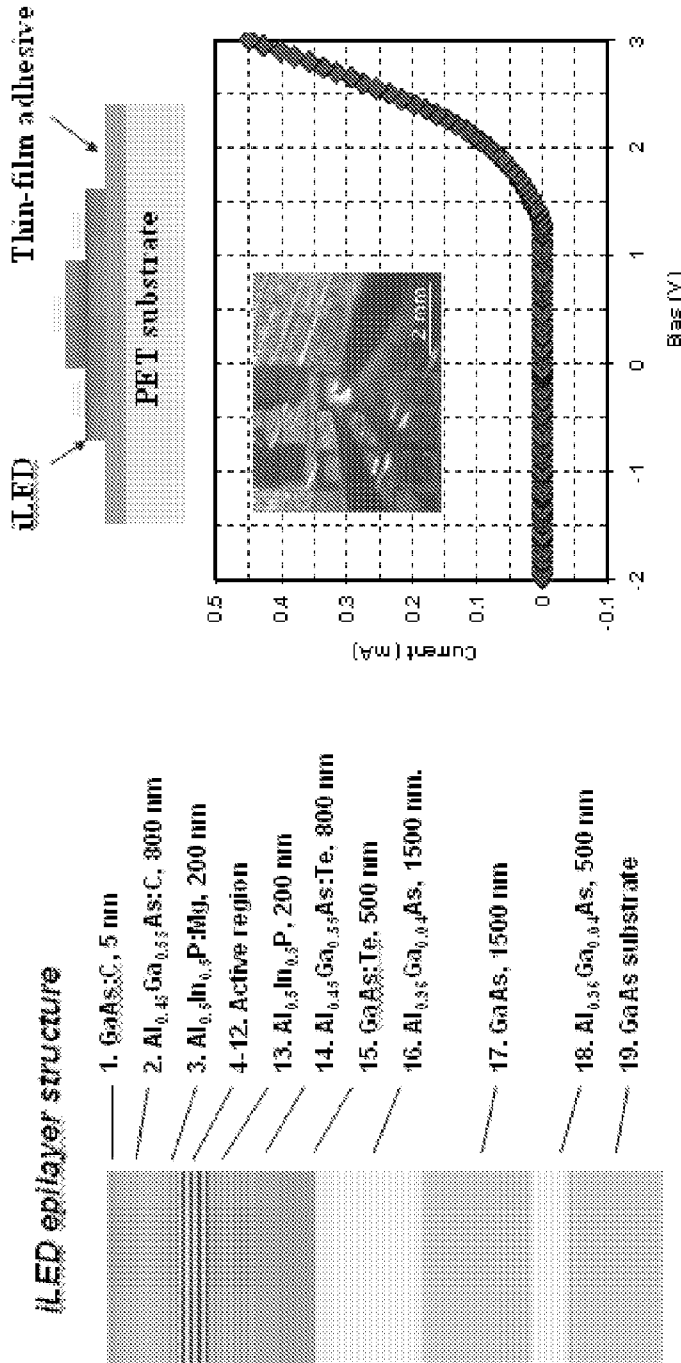 iLED epilayer structure
1. GaAs:C, 5 nm
2. Al0.45Ga0.55As:C, 800 nm
3. Al0.5In0.5P:Mg, 200 nm
4-12. Active region
13. Al0.5In0.5P, 200 nm
14. Al0.45Ga0.55As:Te, 800 nm
15. GaAs:Te, 500 nm
16. Al0.96Ga0.04As, 1500 nm.
17. GaAs, 1500 nm
18. Al0.96Ga0.04As, 500 nm
19. GaAs substrate
iLED
Thin-film adhesive
PET substrate
Current (mA)
0.5
0.4
0.3
0.2
0.1
0
-0.1
2 mm
-2
-1
0
1
2
3
Bias (V)